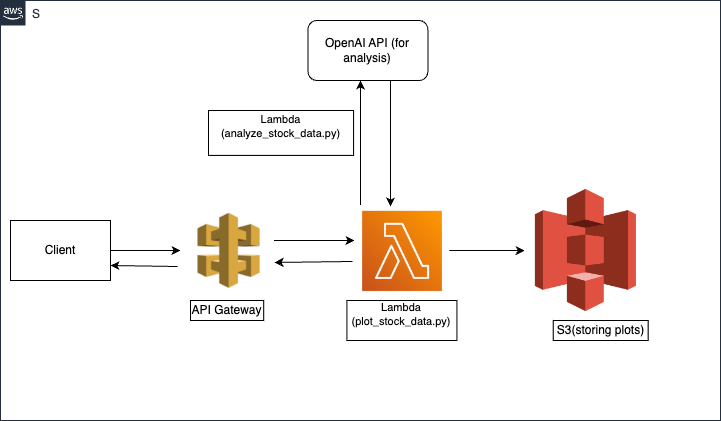 aws
S
OpenAI API (for
analysis)
Lambda
(analyze_stock_data.py)
Client
API Gateway
Lambda
(plot_stock_data.py)
S3(storing plots)